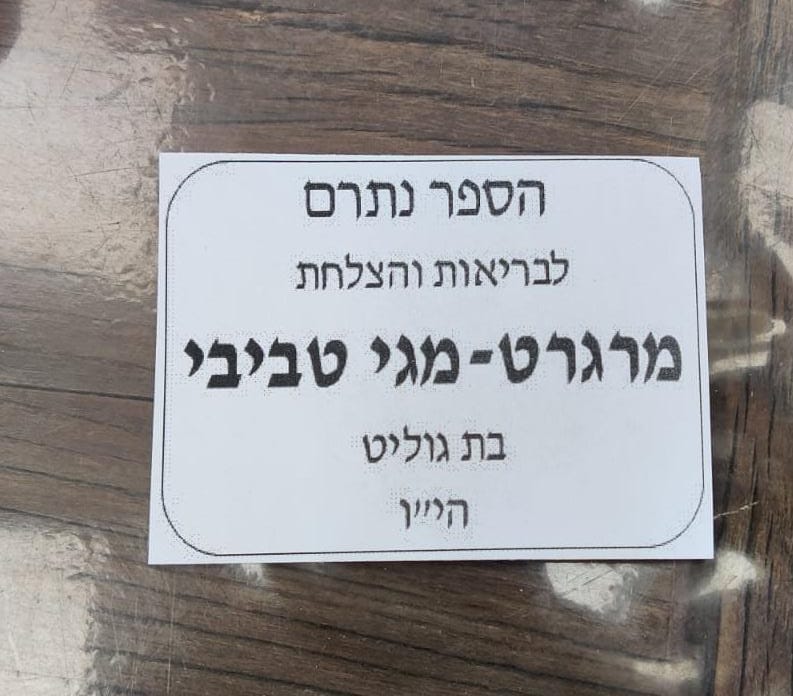 הספר נתרם
לבריאות והצלחת
מרגרט-מגי טביבי
בת גוליט
הי״ו